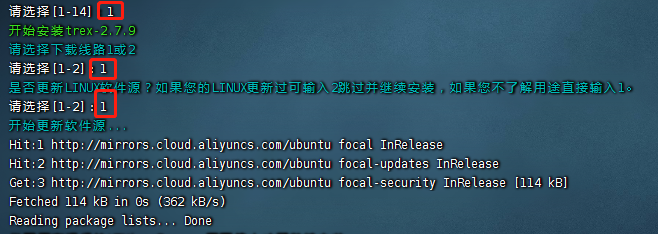 请选择[1-14] 1
开始安装trex-2.7.9
请选择下载线路1或2
请选择[1-2]:1
是否更新LINUX软件源？如果您的LINUX更新过可输入2跳过并继续安装，如果您不了解用途直接输入1。
请选择[1-2]:1
开始更新软件源...
Hit:1 http://mirrors.cloud.aliyuncs.com/ubuntu focal InRelease
Hit:2 http://mirrors.cloud.aliyuncs.com/ubuntu focal-updates InRelease
Get:3 http://mirrors.cloud.aliyuncs.com/ubuntu focal-security InRelease [114 kB]
Fetched 114 kB in 0s (362 kB/s)
Reading package lists... Done